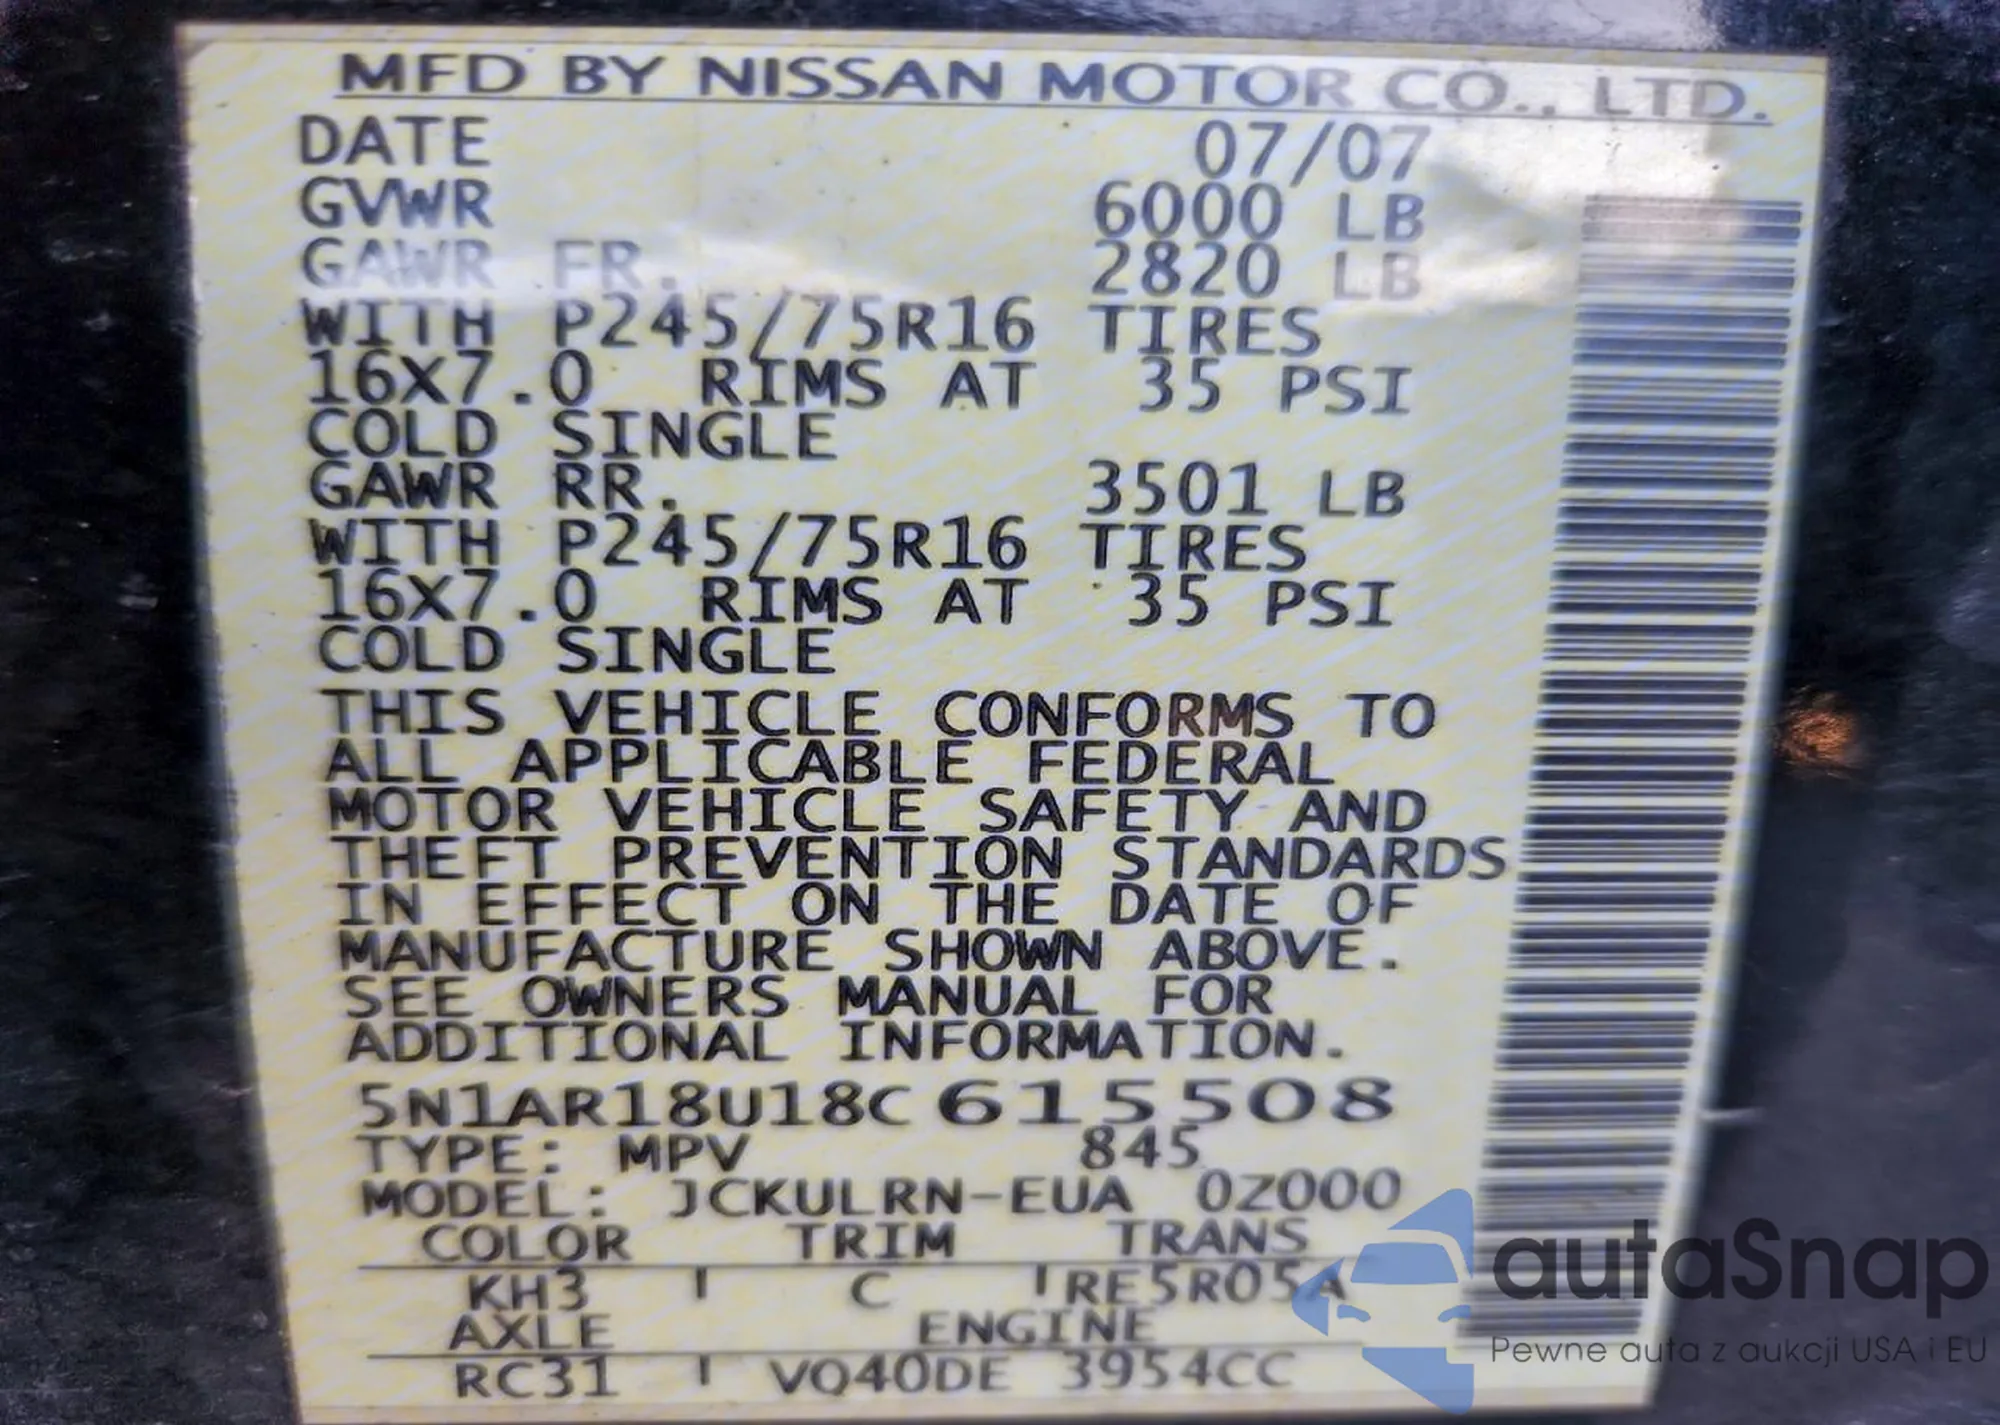 MFD BY NISSAN MOTOR CO., LTD.
DATE 07/07
GVWR 6000 LB
GAWR FR. 2820 LB
WITH P245/75R16 TIRES
16X7.0 RIMS AT 35 PSI
COLD SINGLE
GAWR RR. 3501 LB
WITH P245/75R16 TIRES
16X7.0 RIMS AT 35 PSI
COLD SINGLE
THIS VEHICLE CONFORMS TO
ALL APPLICABLE FEDERAL
MOTOR VEHICLE SAFETY AND
THEFT PREVENTION STANDARDS
IN EFFECT ON THE DATE OF
MANUFACTURE SHOWN ABOVE.
SEE OWNERS MANUAL FOR
ADDITIONAL INFORMATION.
5N1AR18U18C615508
TYPE: MPV 845
MODEL: JCKULRN-EUA 0Z000
COLOR TRIM TRANS
KH3 C RE5R05A
AXLE ENGINE
RC31 VQ40DE 3954CC
autaSnap
Pewne auta z aukcji USA i EU